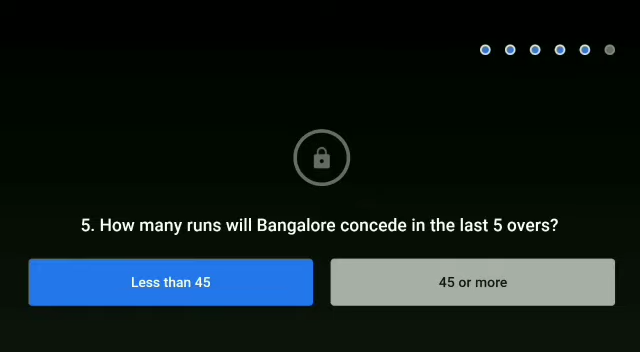 5. How many runs will Bangalore concede in the last 5 overs?
Less than 45
45 or more